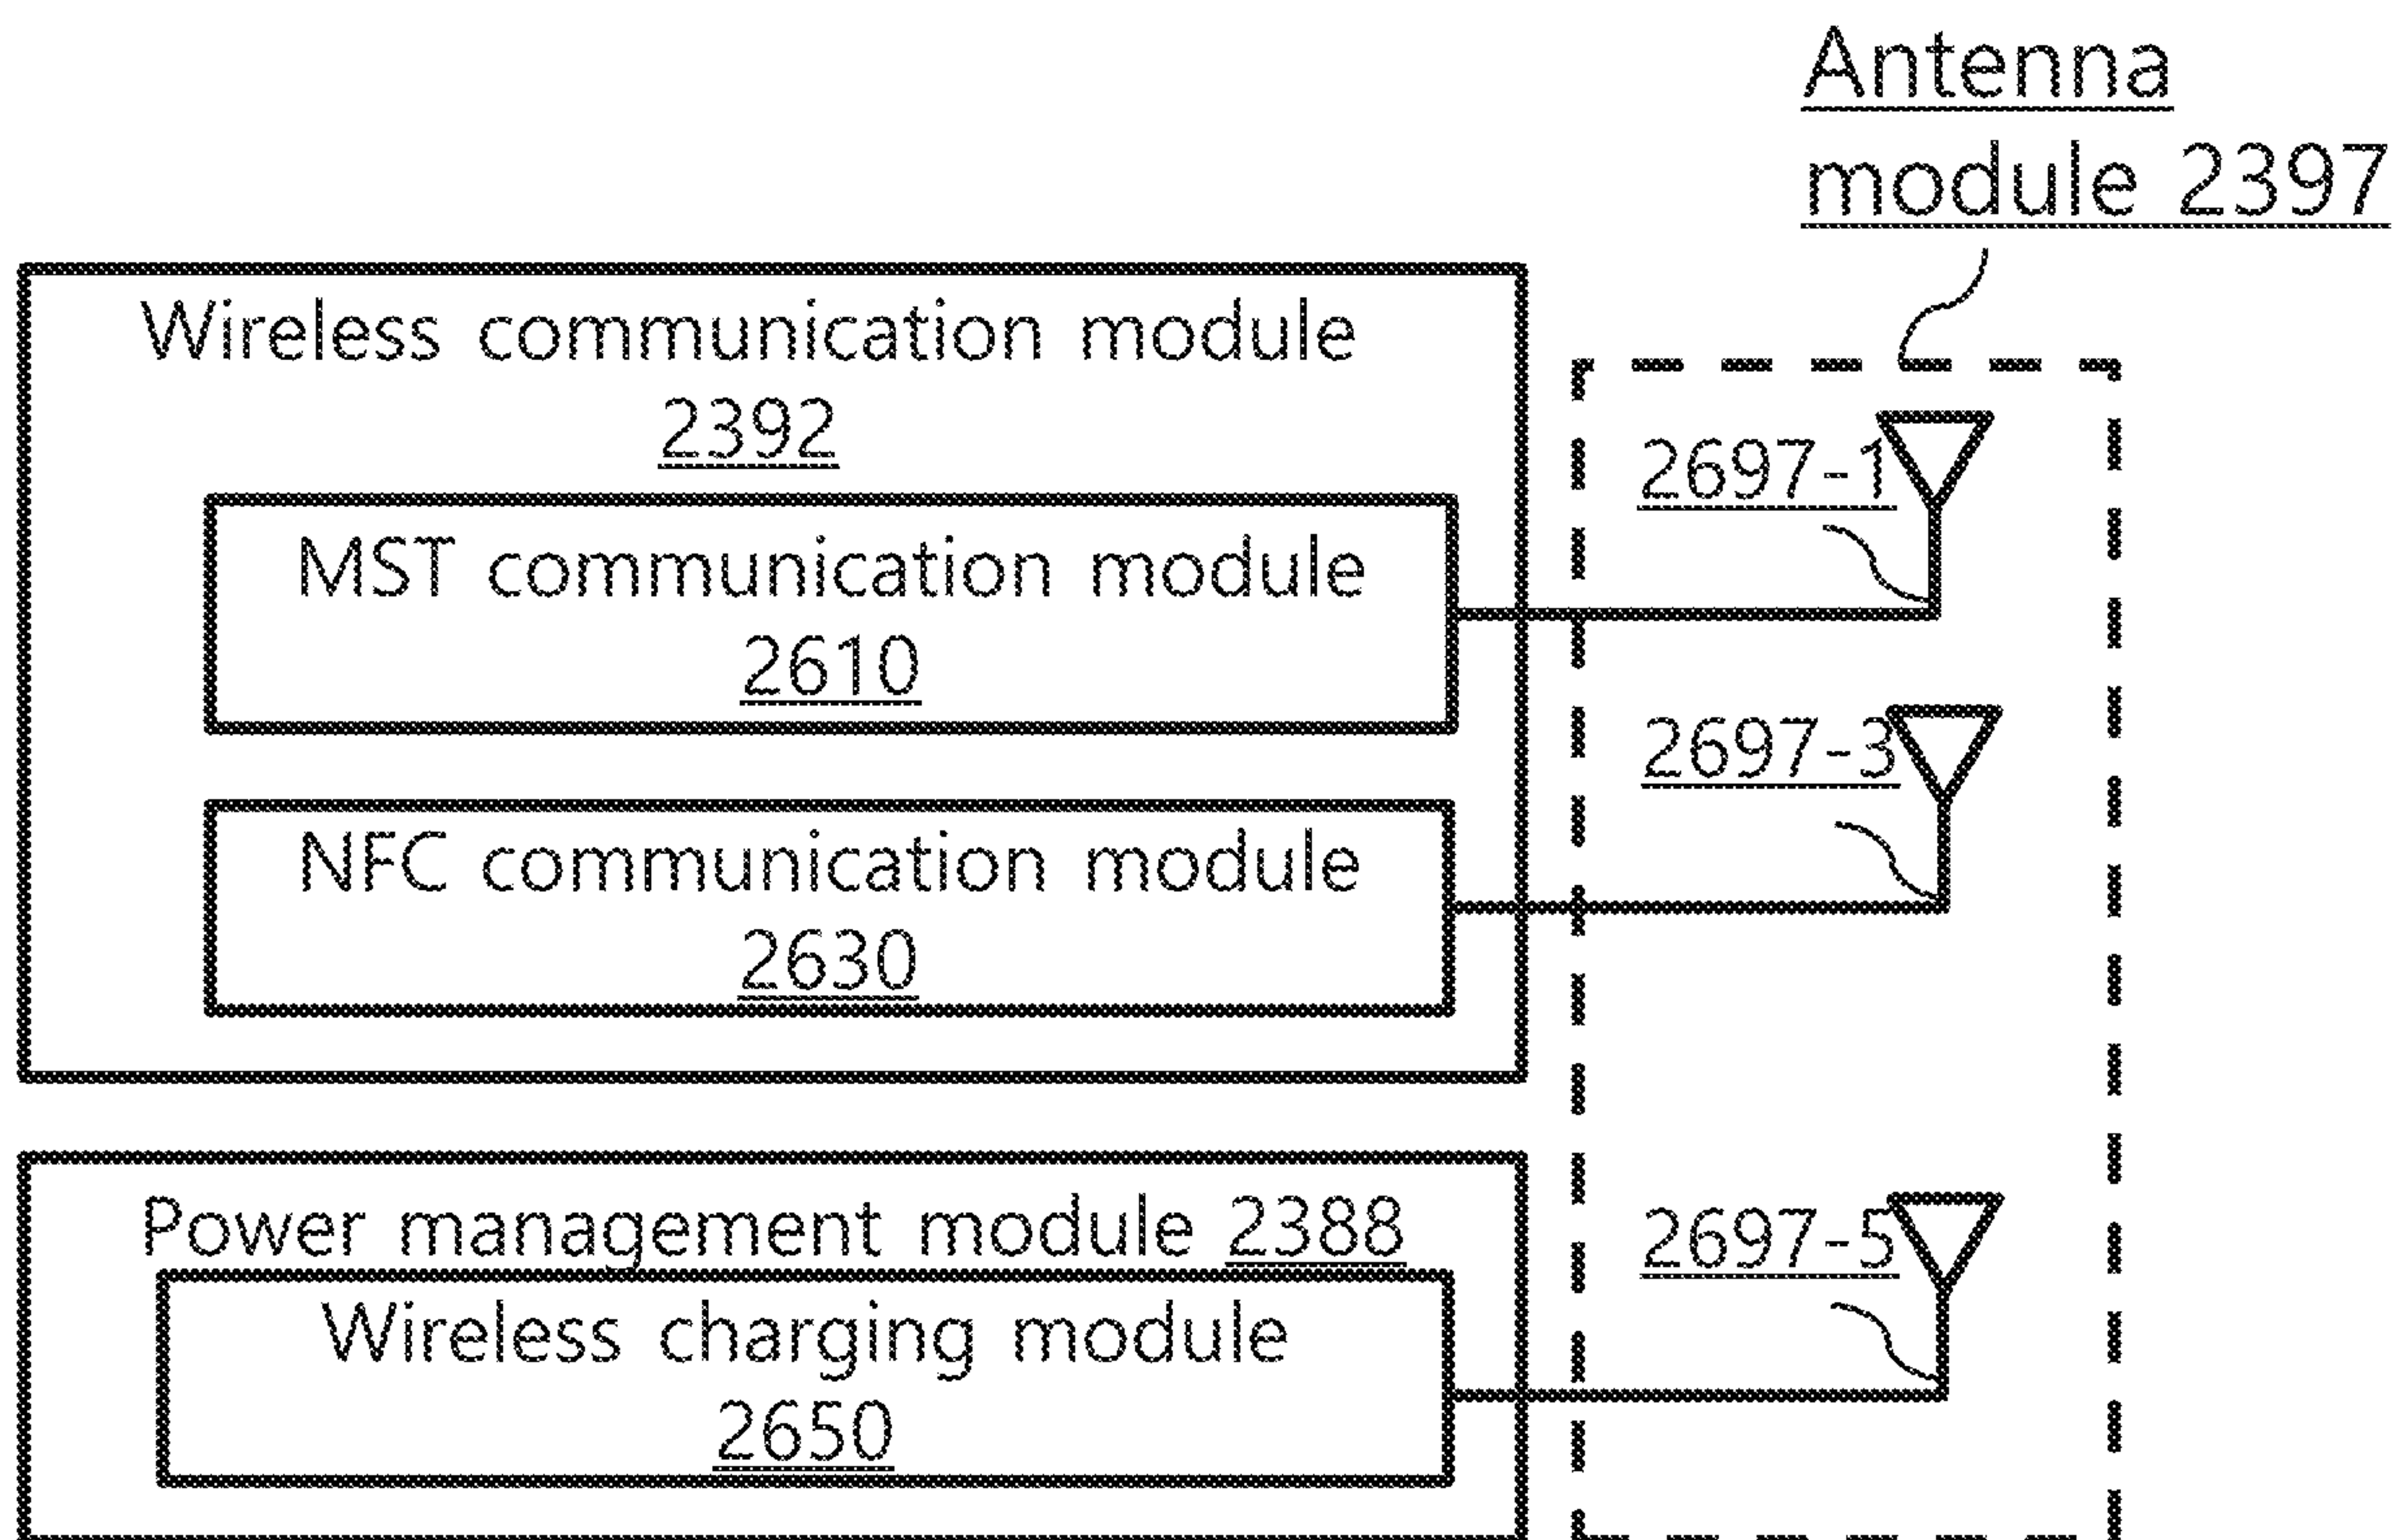 Antenna
module 2397
Wireless communication module
2392
2697-1
MST communication module
2610
2697-3
NFC communication module
2630
Power management module 2388
2697-5
Wireless charging module
2650